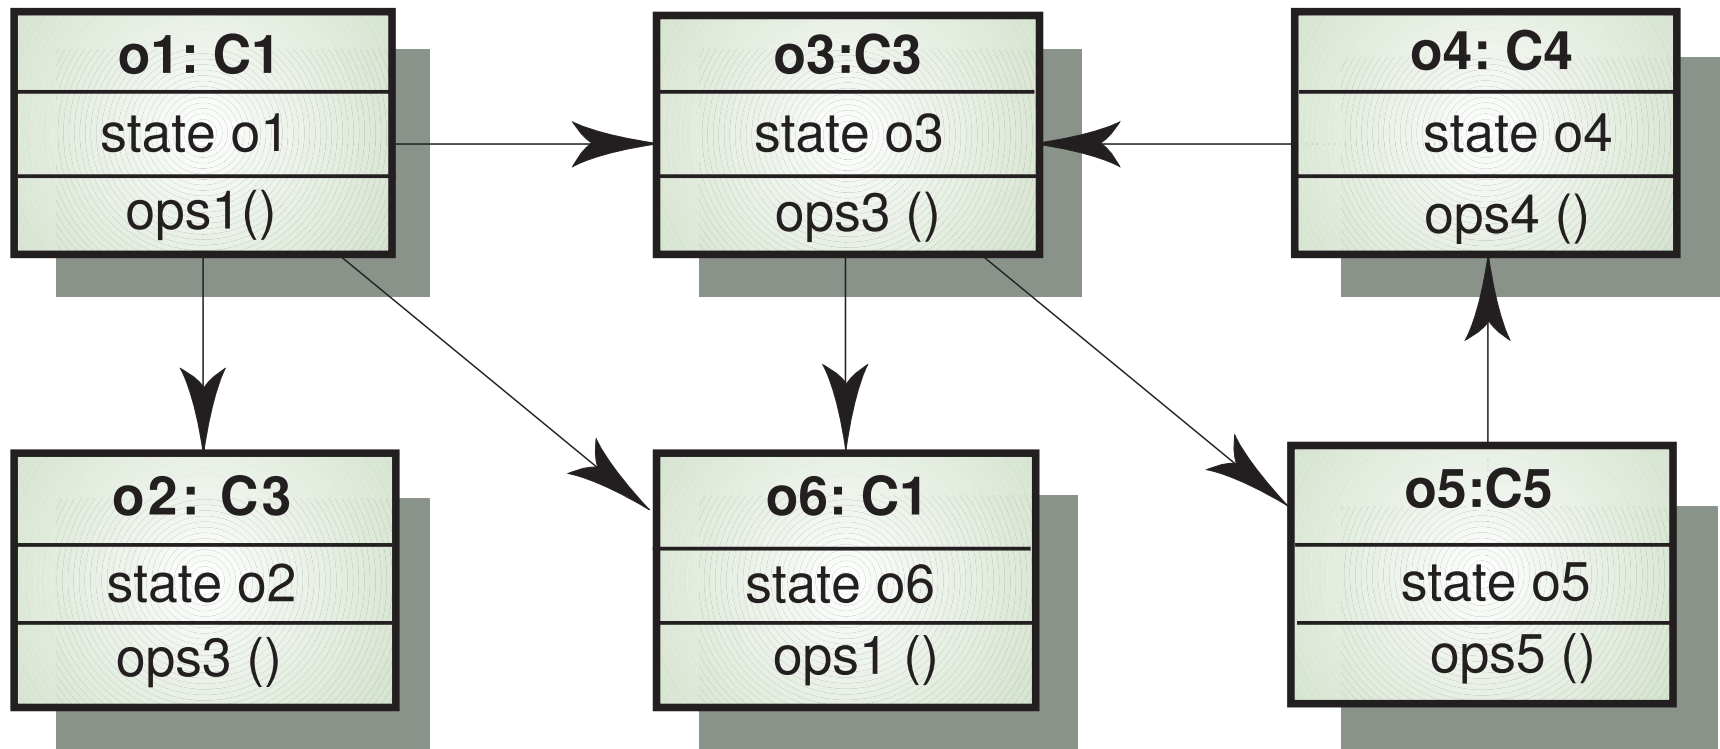 o1: C1
state o1
ops1()
o3:C3
state o3
ops3 ()
o4: C4
state o4
ops4 ()
o2: C3
state o2
ops3 ()
o6: C1
state o6
ops1 ()
o5:C5
state o5
ops5 ()